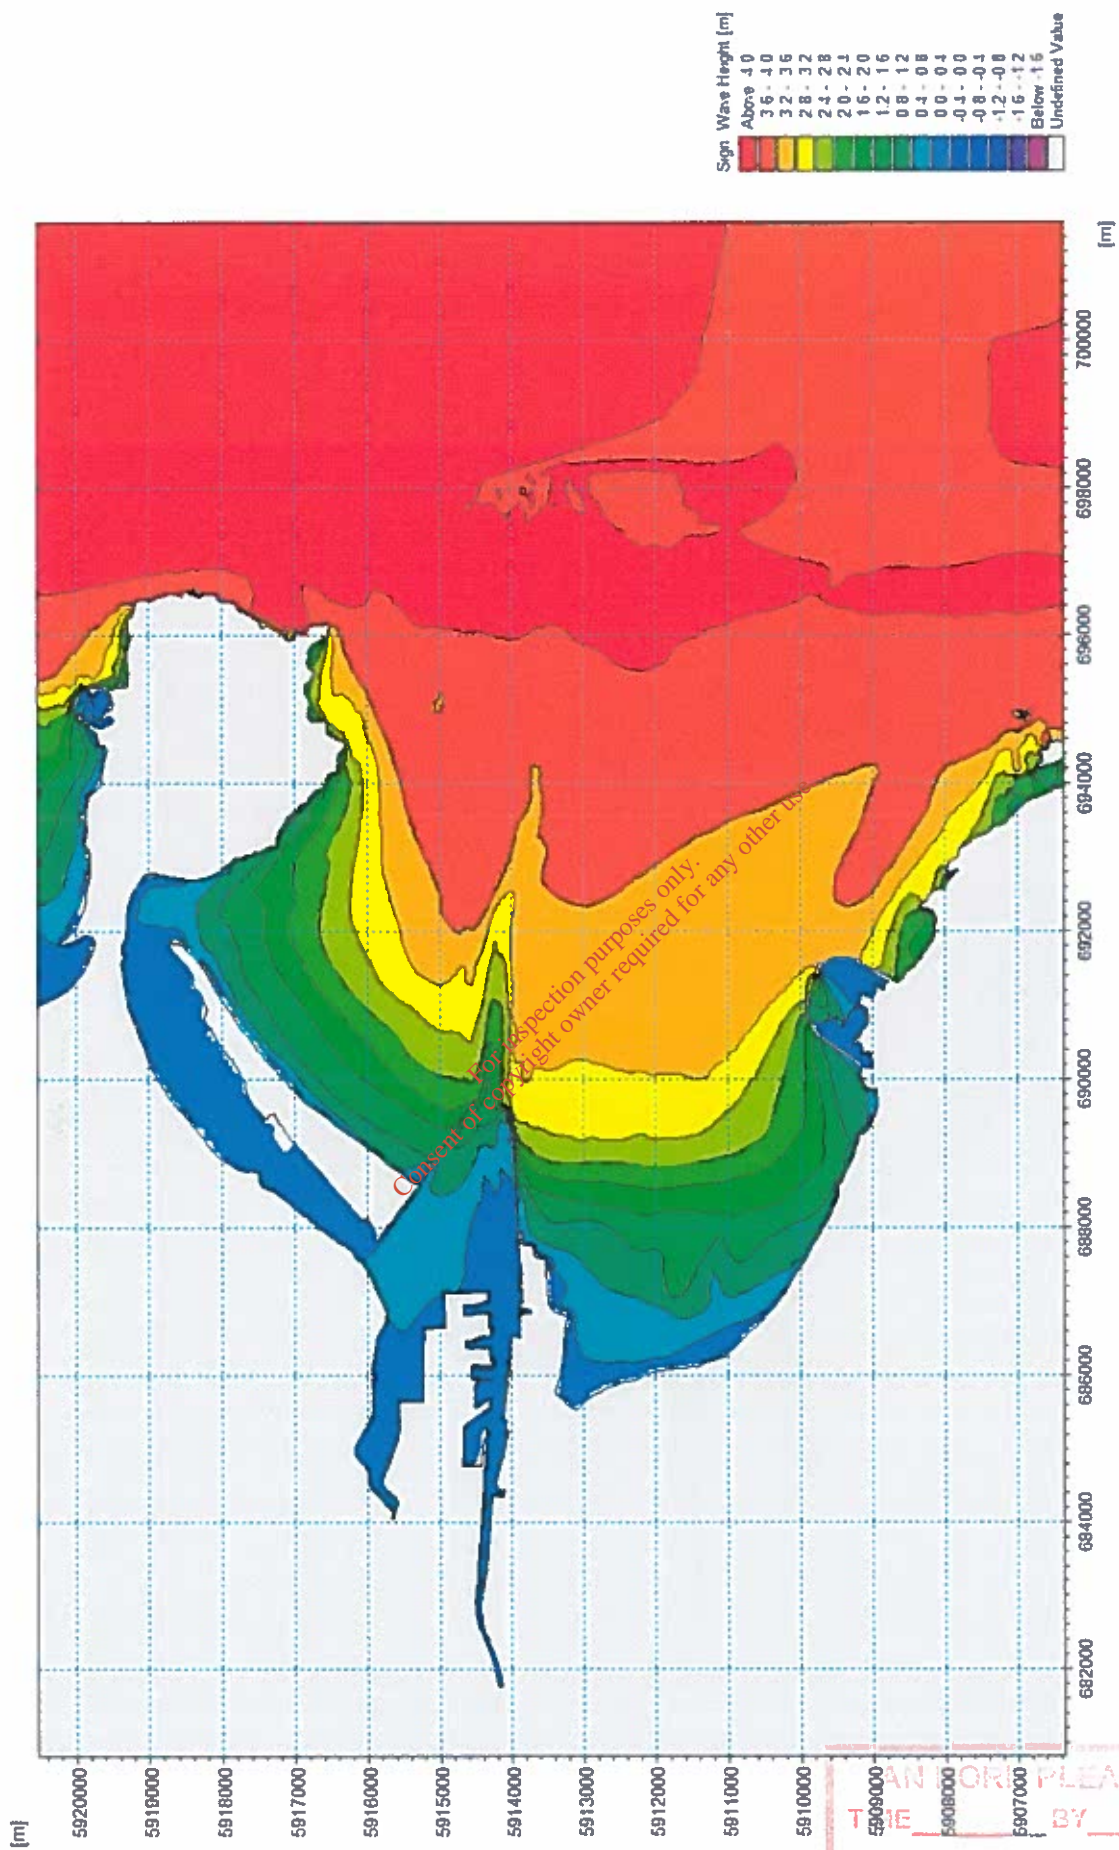 Sign. Wave Height [m]
Above 4.0
3.6 - 4.0
3.2 - 3.6
2.8 - 3.2
2.4 - 2.8
2.0 - 2.4
1.6 - 2.0
1.2 - 1.6
0.8 - 1.2
0.4 - 0.8
0.0 - 0.4
-0.4 - 0.0
-0.8 - -0.4
-1.2 - -0.8
-1.6 - -1.2
Below -1.6
Undefined Value
[m]
5920000
5919000
5918000
5917000
5916000
5915000
5914000
5913000
5912000
5911000
5910000
5909000
5908000
5907000
682000
684000
686000
688000
690000
692000
694000
696000
698000
700000
[m]
For inspection purposes only.
Consent of copyright owner required for any other use
AN BORD PLEA
TIME BY